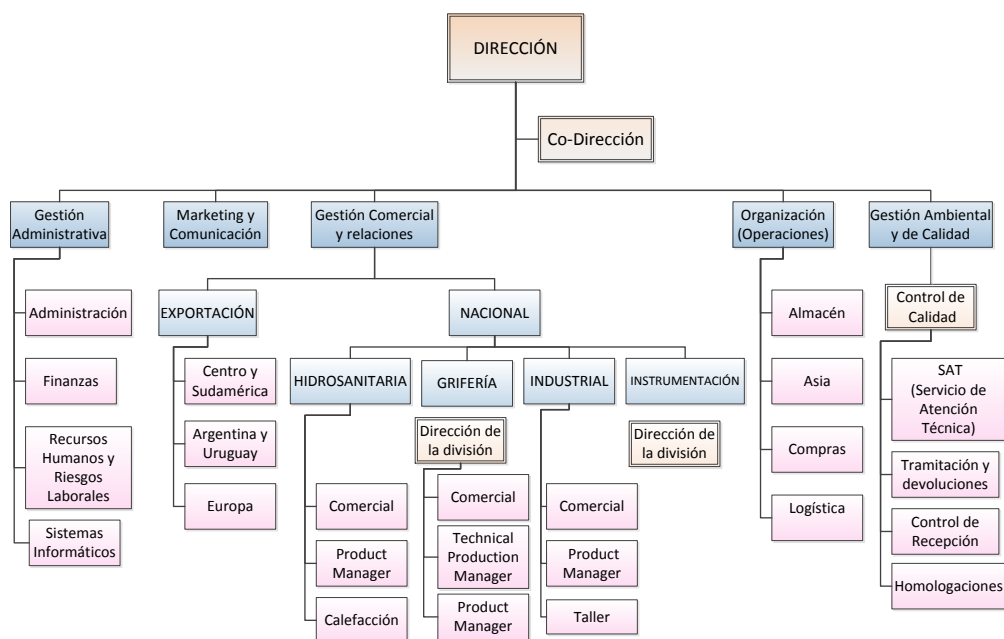 DIRECCIÓN
Co-Dirección
Gestión
Administrativa
Marketing y
Comunicación
Gestión Comercial
y relaciones
Organización
(Operaciones)
Gestión Ambiental
y de Calidad
Administración
Finanzas
Recursos
Humanos y
Riesgos
Laborales
Sistemas
Informáticos
EXPORTACIÓN
Centro y
Sudamérica
Argentina y
Uruguay
Europa
NACIONAL
HIDROSANITARIA
Comercial
Product
Manager
Calefacción
GRIFERÍA
Dirección de
la división
Comercial
Technical
Production
Manager
Product
Manager
INDUSTRIAL
Comercial
Product
Manager
Taller
INSTRUMENTACIÓN
Dirección de
la división
Almacén
Asia
Compras
Logística
Control de
Calidad
SAT
(Servicio de
Atención
Técnica)
Tramitación y
devoluciones
Control de
Recepción
Homologaciones